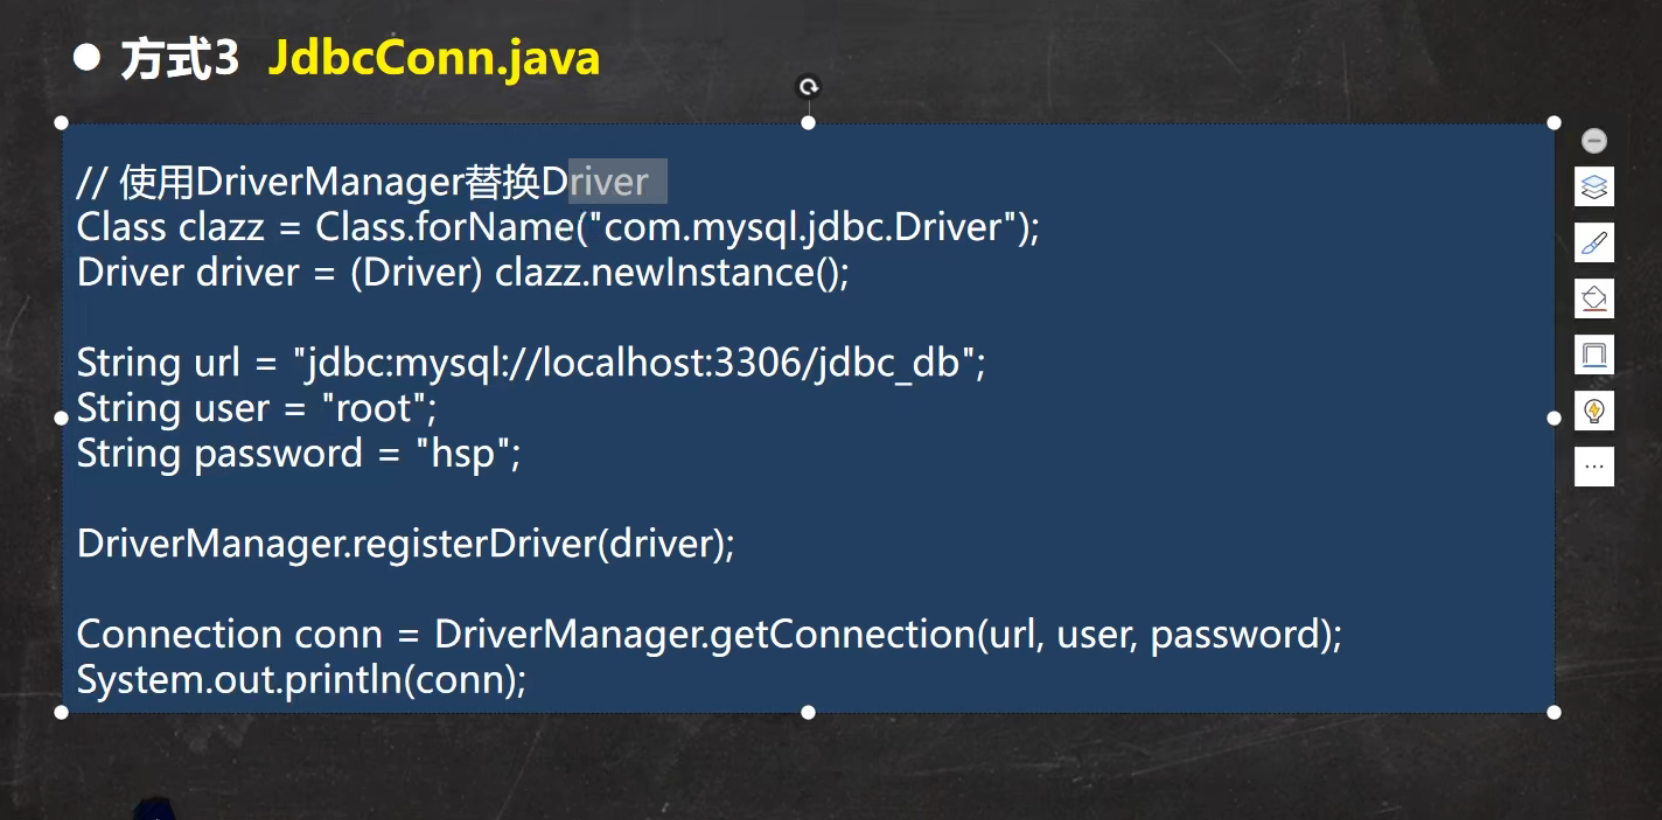 ● 方式3 JdbcConn.java
// 使用DriverManager替换Driver
Class clazz = Class.forName("com.mysql.jdbc.Driver");
Driver driver = (Driver) clazz.newInstance();
String url = "jdbc:mysql://localhost:3306/jdbc_db";
String user = "root";
String password = "hsp";
DriverManager.registerDriver(driver);
Connection conn = DriverManager.getConnection(url, user, password);
System.out.println(conn);